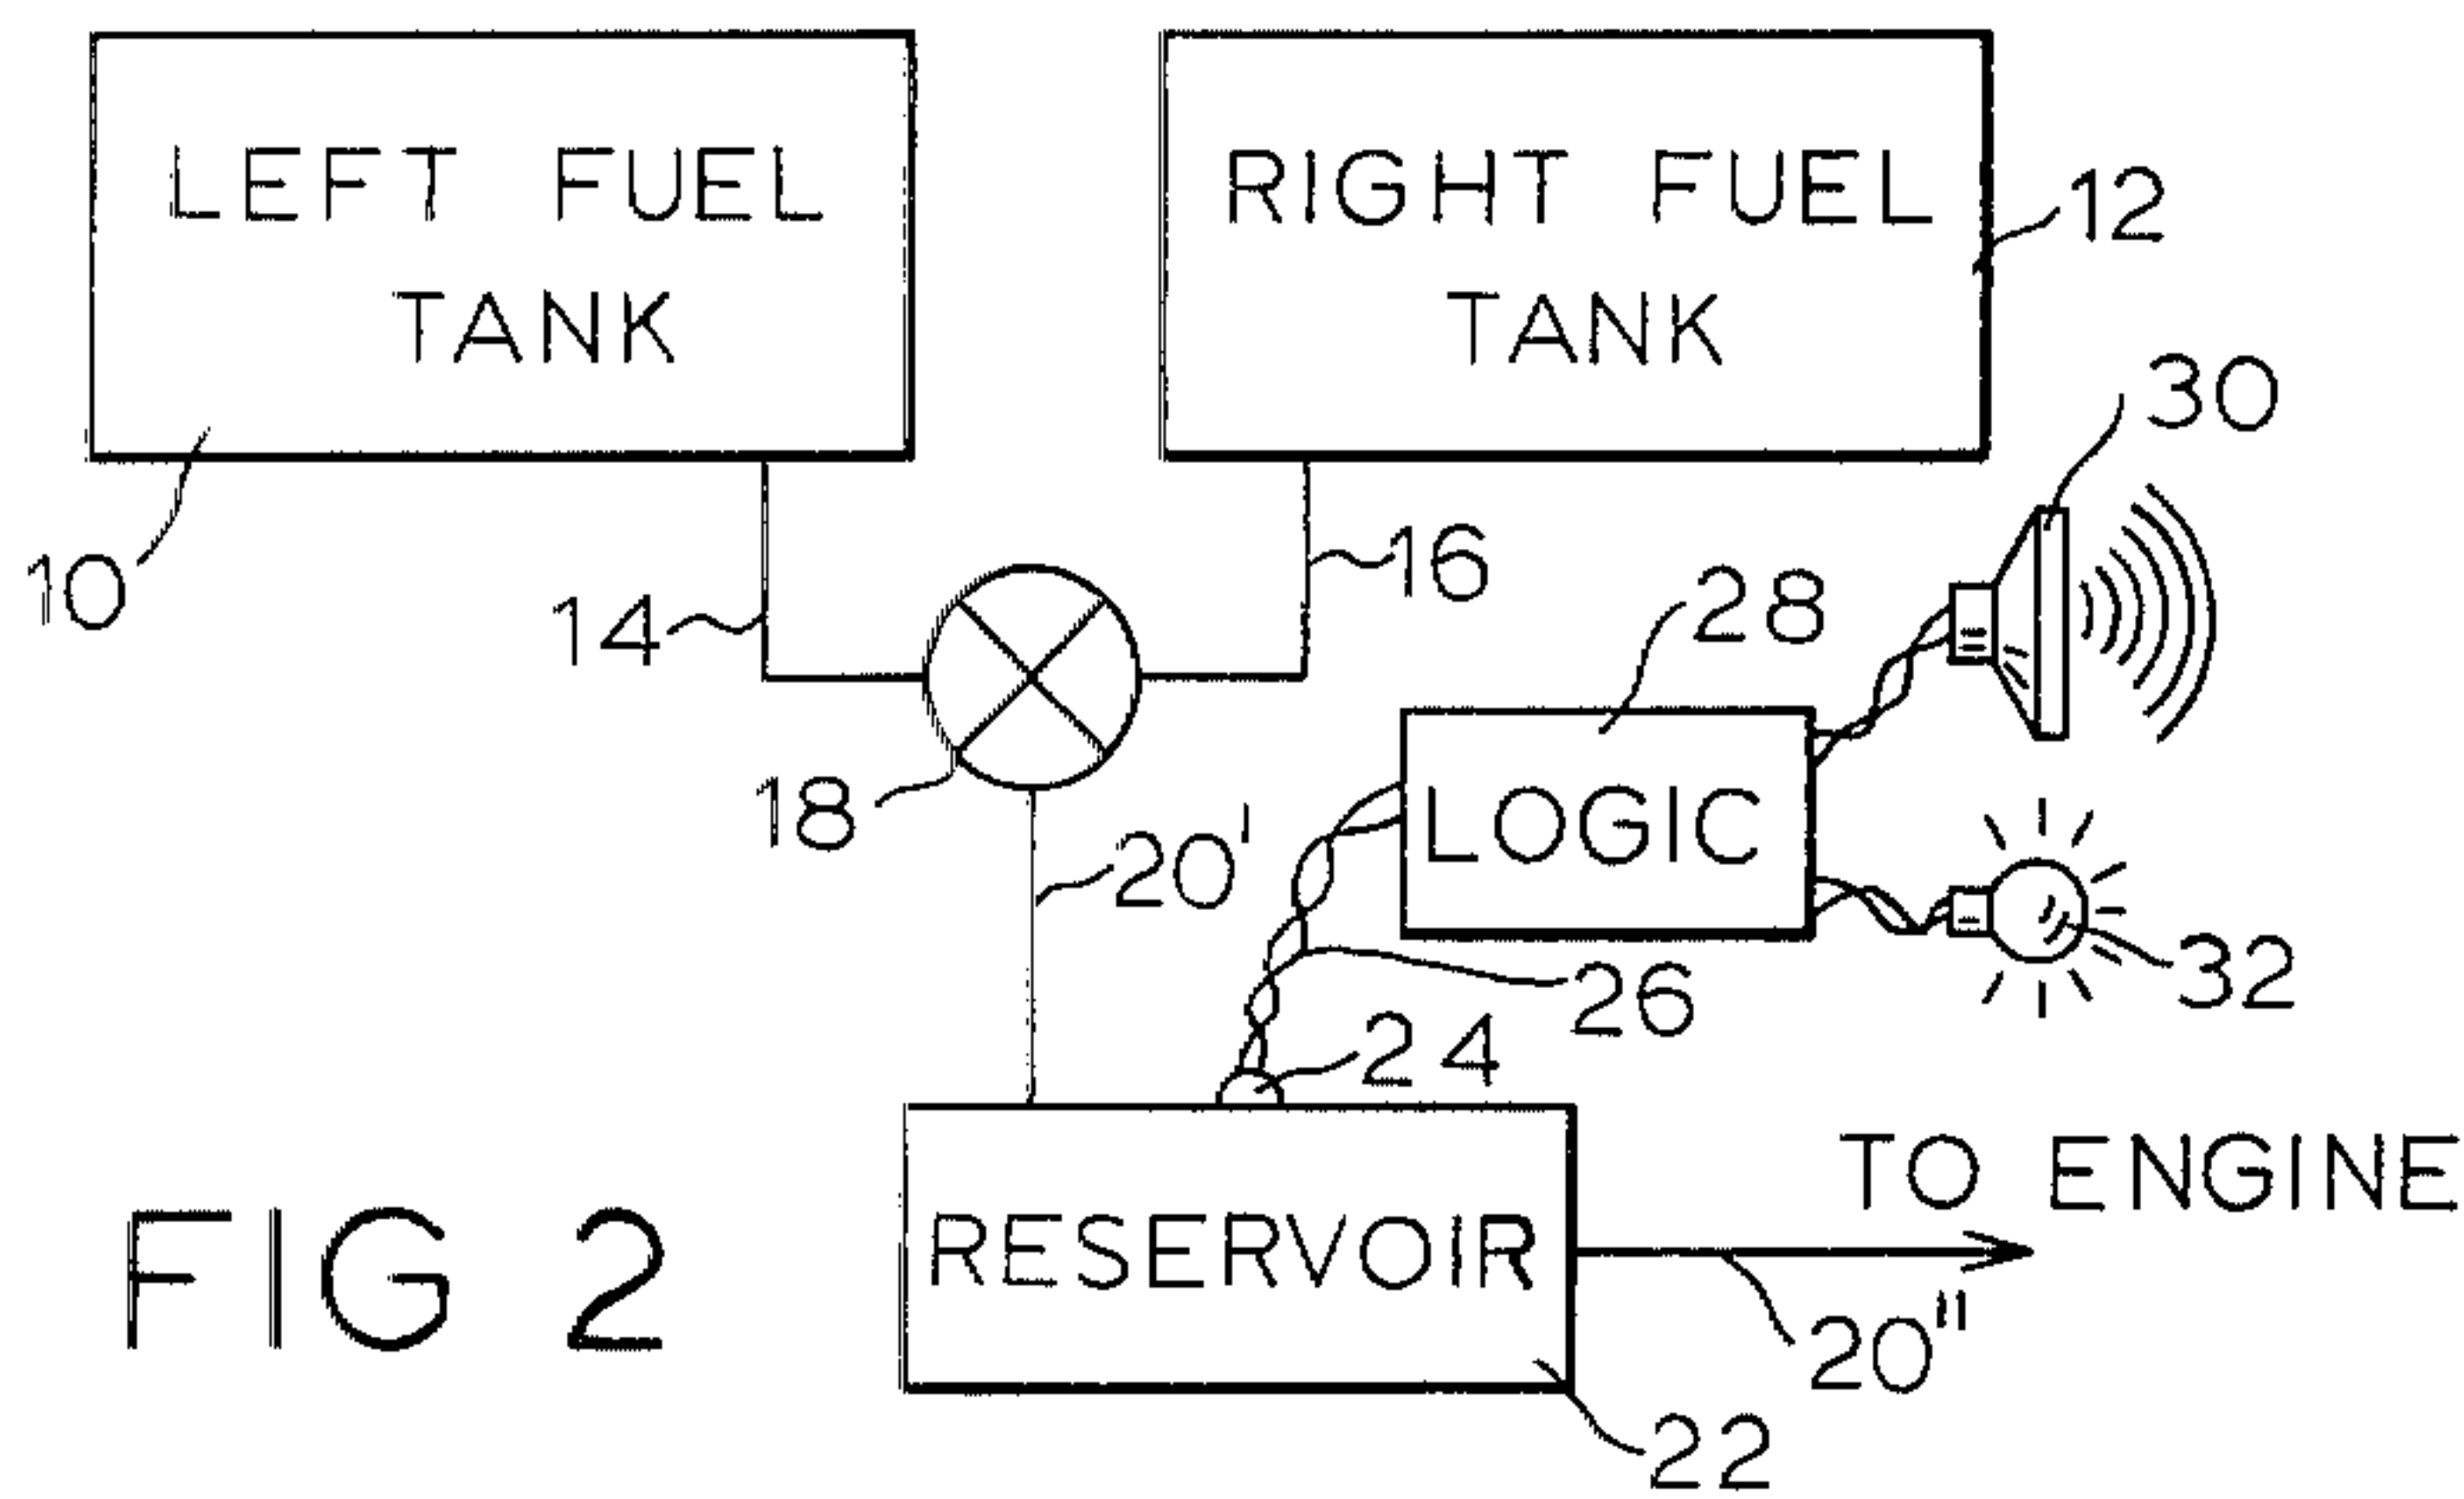 LEFT FUEL
TANK
RIGHT FUEL
TANK
12
30
10
14
16
28
18
20'
LOGIC
26
32
24
TO ENGINE
RESERVOIR
20"
FIG 2
22